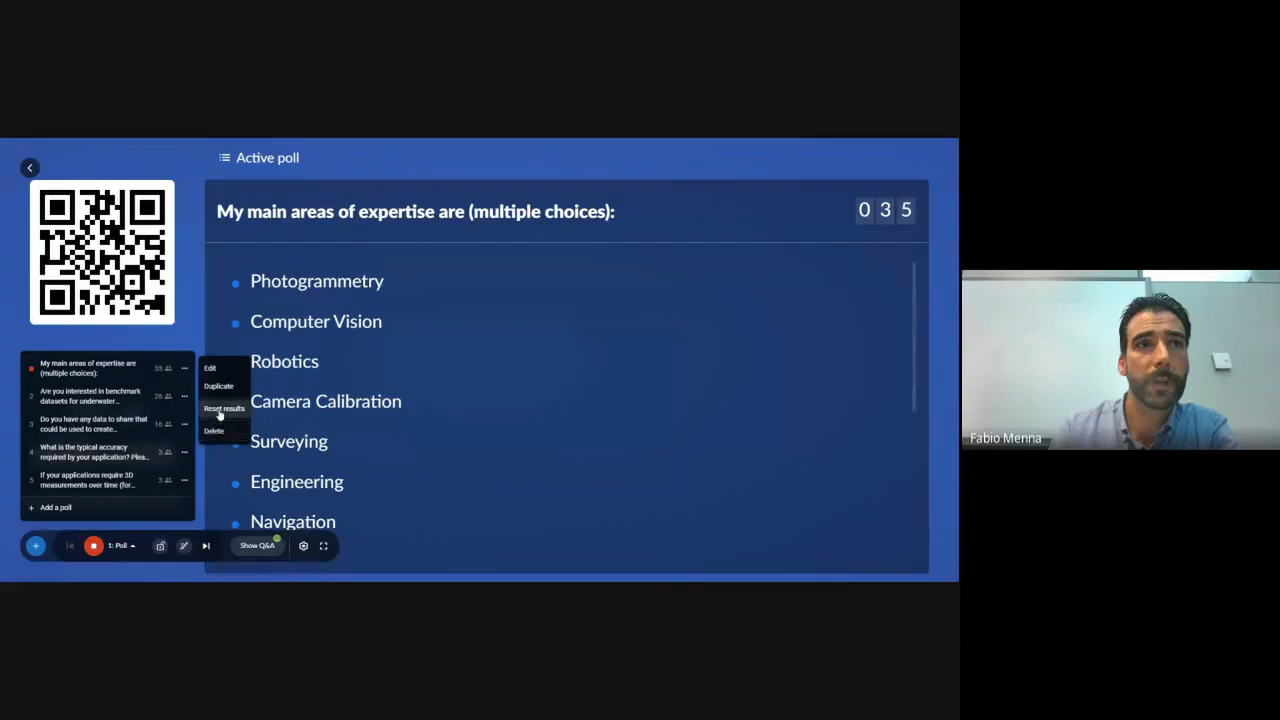 Active poll
My main areas of expertise are (multiple choices):
0 3 5
Photogrammetry
Computer Vision
Robotics
Camera Calibration
Surveying
Engineering
Navigation
My main areas of expertise are
(multiple choices):
35
2
Are you interested in benchmark
datasets for underwater...
26
3
Do you have any data to share that
could be used to create...
16
4
What is the typical accuracy
required by your application? Plea...
3
5
If your applications require 3D
measurements over time (for...
3
+ Add a poll
Edit
Duplicate
Reset results
Delete
1: Poll
Show Q&A
Fabio Menna